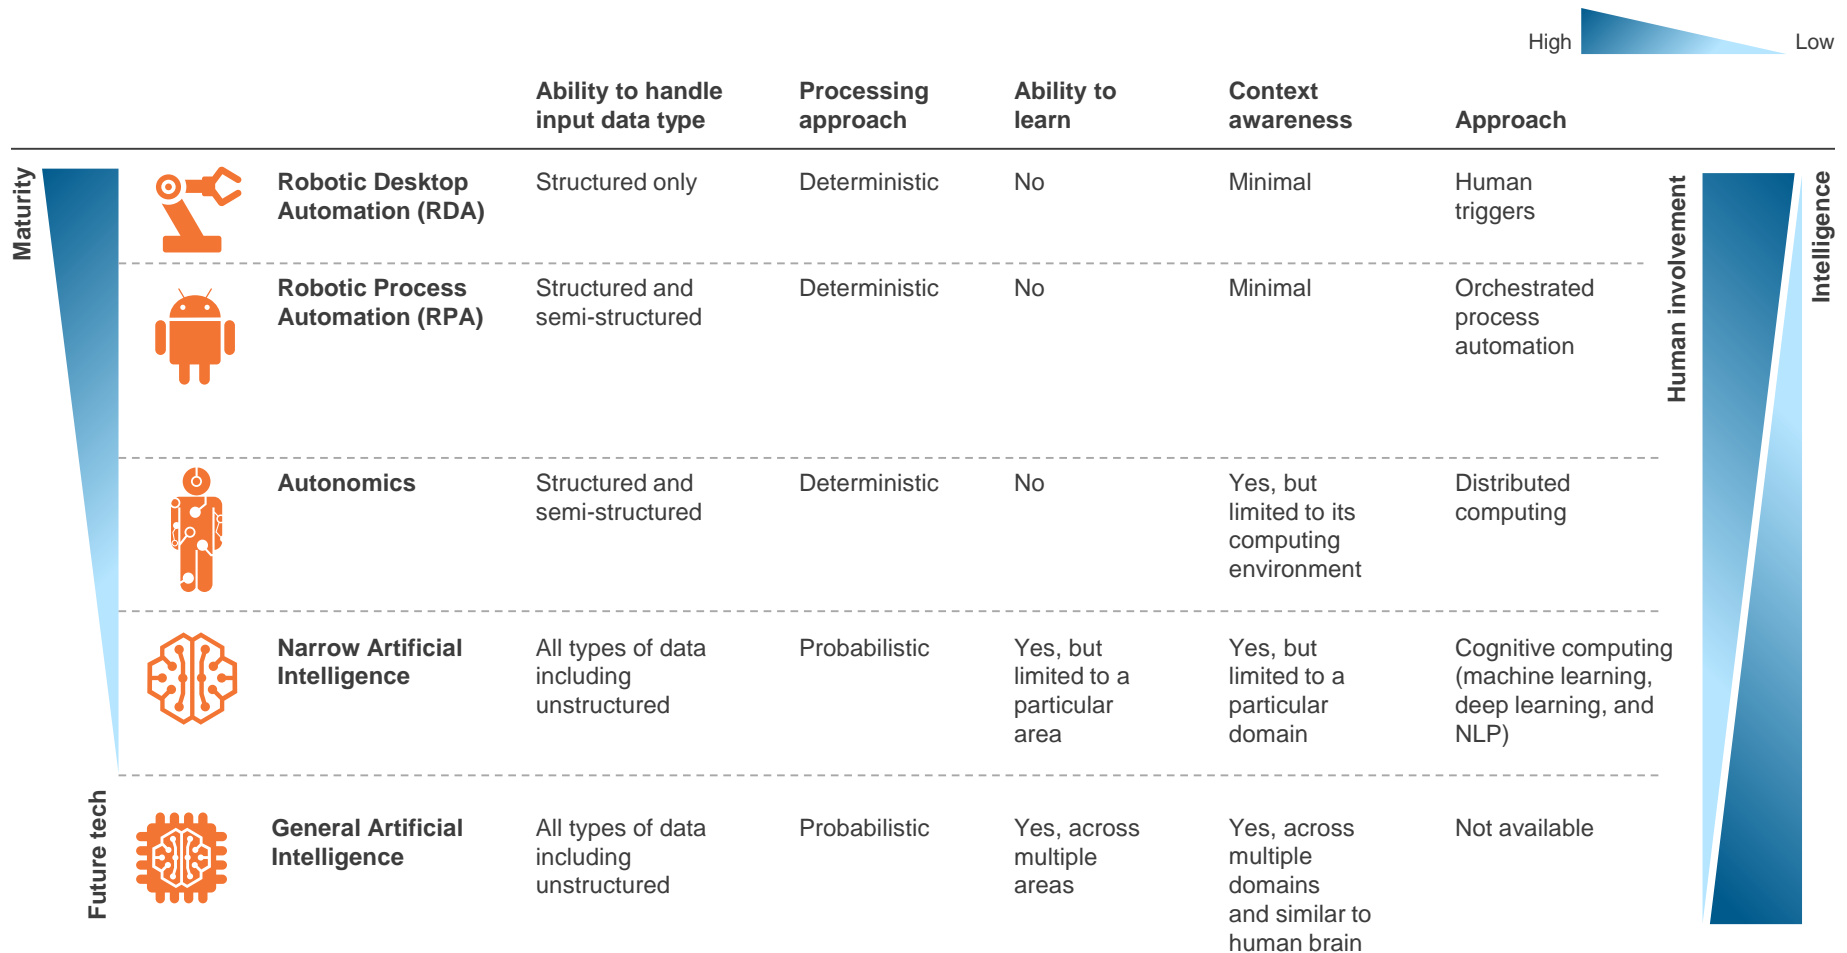 High
Low
Ability to handle
input data type
Processing
approach
Ability to
learn
Context
awareness
Approach
Maturity
Robotic Desktop
Automation (RDA)
Structured only
Deterministic
No
Minimal
Human
triggers
Human involvement
Intelligence
Robotic Process
Automation (RPA)
Structured and
semi-structured
Deterministic
No
Minimal
Orchestrated
process
automation
Autonomics
Structured and
semi-structured
Deterministic
No
Yes, but
limited to its
computing
environment
Distributed
computing
Narrow Artificial
Intelligence
All types of data
including
unstructured
Probabilistic
Yes, but
limited to a
particular
area
Yes, but
limited to a
particular
domain
Cognitive computing
(machine learning,
deep learning, and
NLP)
Future tech
General Artificial
Intelligence
All types of data
including
unstructured
Probabilistic
Yes, across
multiple
areas
Yes, across
multiple
domains
and similar to
human brain
Not available